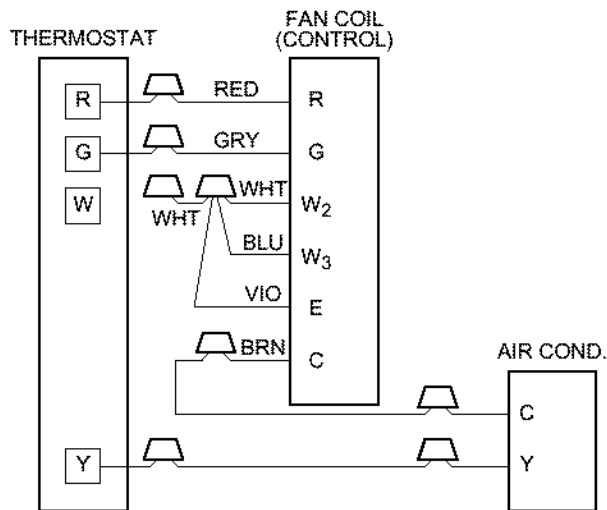 FAN COIL
(CONTROL)
THERMOSTAT
R RED R
G GRY G
W WHT WHT W2
BLU W3
VIO E
BRN C
AIR COND.
C
Y Y